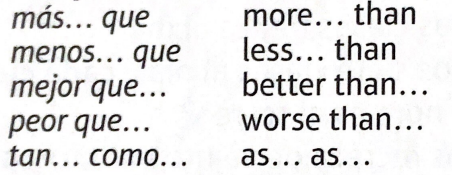 más... que more... than
menos... que less... than
mejor que... better than...
peor que... worse than...
tan... como... as... as...